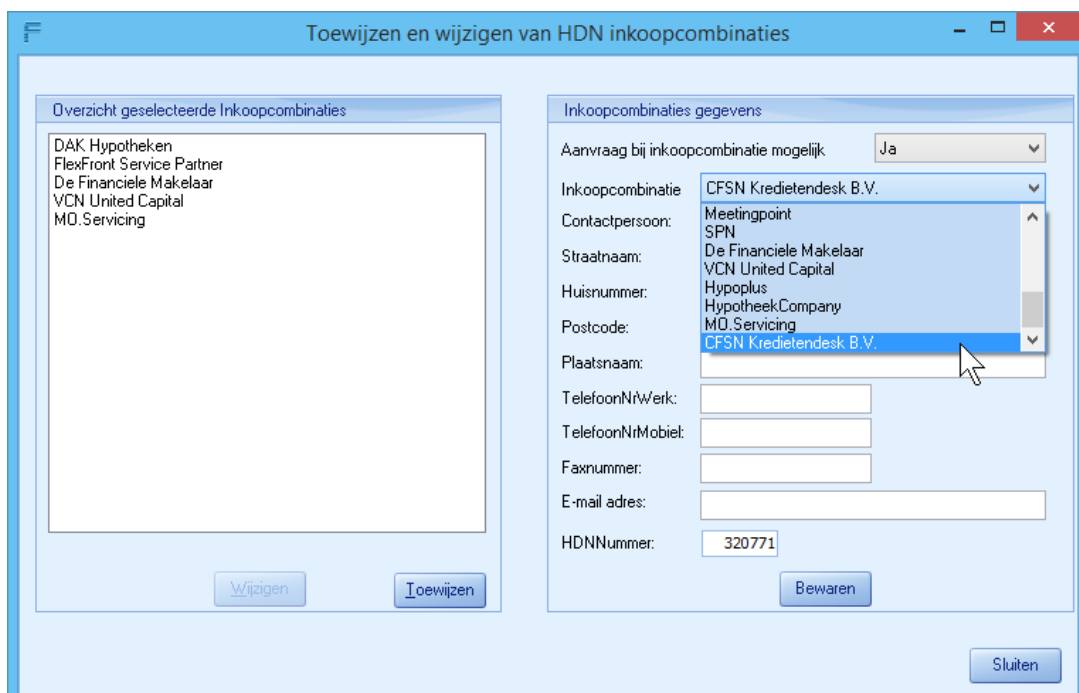 Toewijzen en wijzigen van HDN inkoopcombinaties
Overzicht geselecteerde Inkoopcombinaties
DAK Hypotheken
FlexFront Service Partner
De Financiele Makelaar
VCN United Capital
MO.Servicing
Wijzigen
Toewijzen
Inkoopcombinaties gegevens
Aanvraag bij inkoopcombinatie mogelijk Ja
Inkoopcombinatie CFSN Kredietendesk B.V.
Meetingpoint
SPN
De Financiele Makelaar
VCN United Capital
Hypoplus
HypotheekCompany
MO.Servicing
CFSN Kredietendesk B.V.
Contactpersoon:
Straatnaam:
Huisnummer:
Postcode:
Plaatsnaam:
TelefoonNrWerk:
TelefoonNrMobiel:
Faxnummer:
E-mail adres:
HDNNummer: 320771
Bewaren
Sluiten